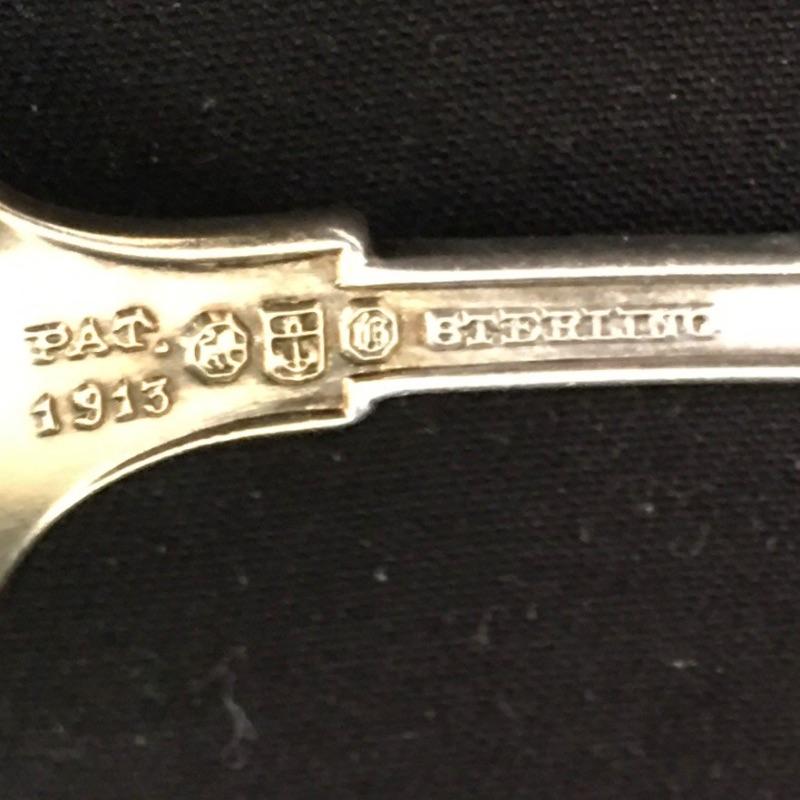 PAT.
1913
STERLING